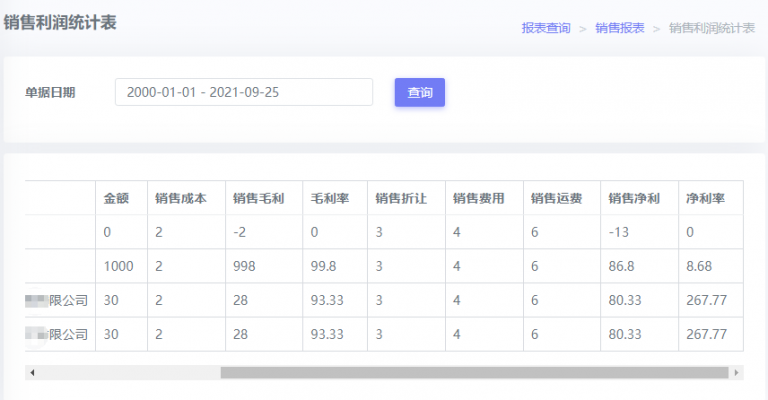 销售利润统计表
报表查询 > 销售报表 > 销售利润统计表
单据日期 2000-01-01 - 2021-09-25 查询
金额 销售成本 销售毛利 毛利率 销售折让 销售费用 销售运费 销售净利 净利率
0 2 -2 0 3 4 6 -13 0
1000 2 998 99.8 3 4 6 86.8 8.68
限公司 30 2 28 93.33 3 4 6 80.33 267.77
限公司 30 2 28 93.33 3 4 6 80.33 267.77